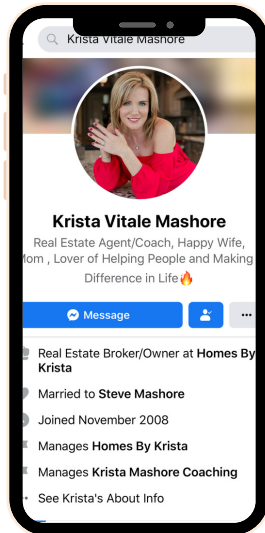 Krista Vitale Mashore
Krista Vitale Mashore
Real Estate Agent/Coach, Happy Wife,
Mom , Lover of Helping People and Making
Difference in Life🔥
Message
Real Estate Broker/Owner at Homes By
Krista
Married to Steve Mashore
Joined November 2008
Manages Homes By Krista
Manages Krista Mashore Coaching
See Krista's About Info